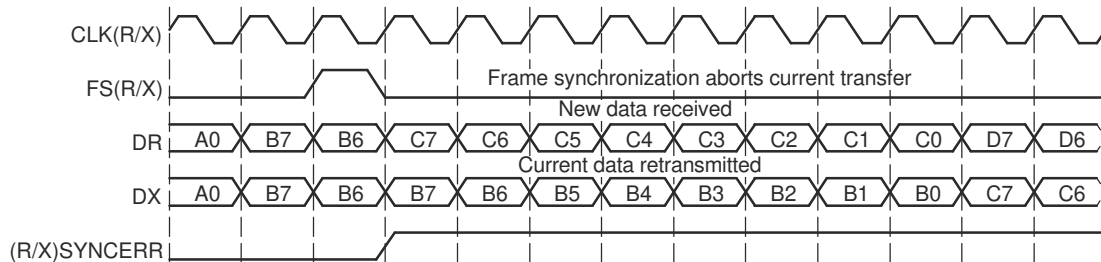 CLK(R/X)
FS(R/X)
Frame synchronization aborts current transfer
New data received
DR A0 B7 B6 C7 C6 C5 C4 C3 C2 C1 C0 D7 D6
Current data retransmitted
DX A0 B7 B6 B7 B6 B5 B4 B3 B2 B1 B0 C7 C6
(R/X)SYNCERR